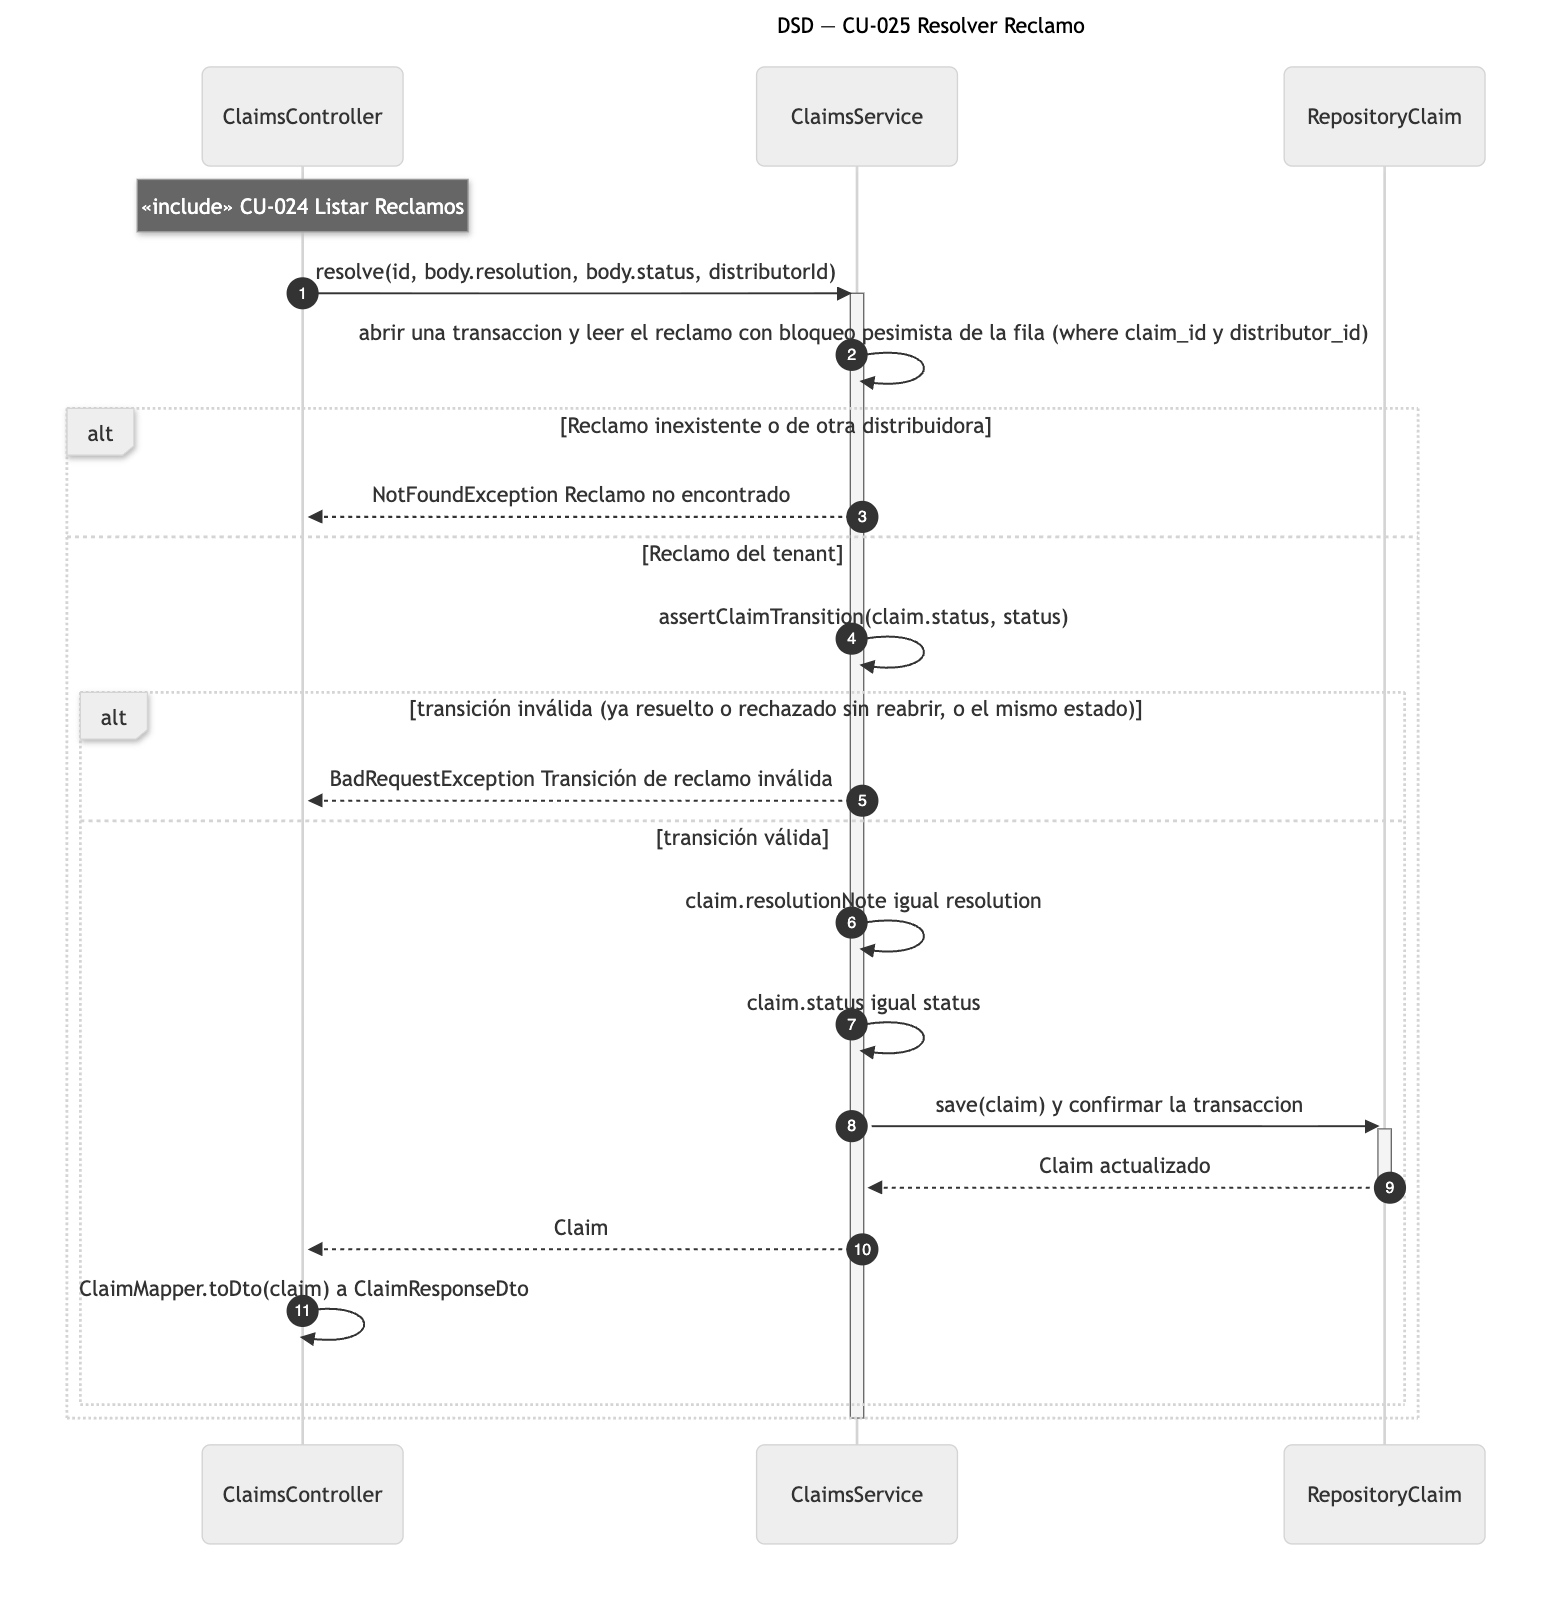 DSD — CU-025 Resolver Reclamo
ClaimsController
ClaimsService
RepositoryClaim
«include» CU-024 Listar Reclamos
resolve(id, body.resolution, body.status, distributorId)
1
abrir una transaccion y leer el reclamo con bloqueo pesimista de la fila (where claim_id y distributor_id)
2
alt
[Reclamo inexistente o de otra distribuidora]
NotFoundException Reclamo no encontrado
3
[Reclamo del tenant]
assertClaimTransition(claim.status, status)
4
alt
[transición inválida (ya resuelto o rechazado sin reabrir, o el mismo estado)]
BadRequestException Transición de reclamo inválida
5
[transición válida]
claim.resolutionNote igual resolution
6
claim.status igual status
7
save(claim) y confirmar la transaccion
8
Claim actualizado
9
Claim
10
ClaimMapper.toDto(claim) a ClaimResponseDto
11
ClaimsController
ClaimsService
RepositoryClaim